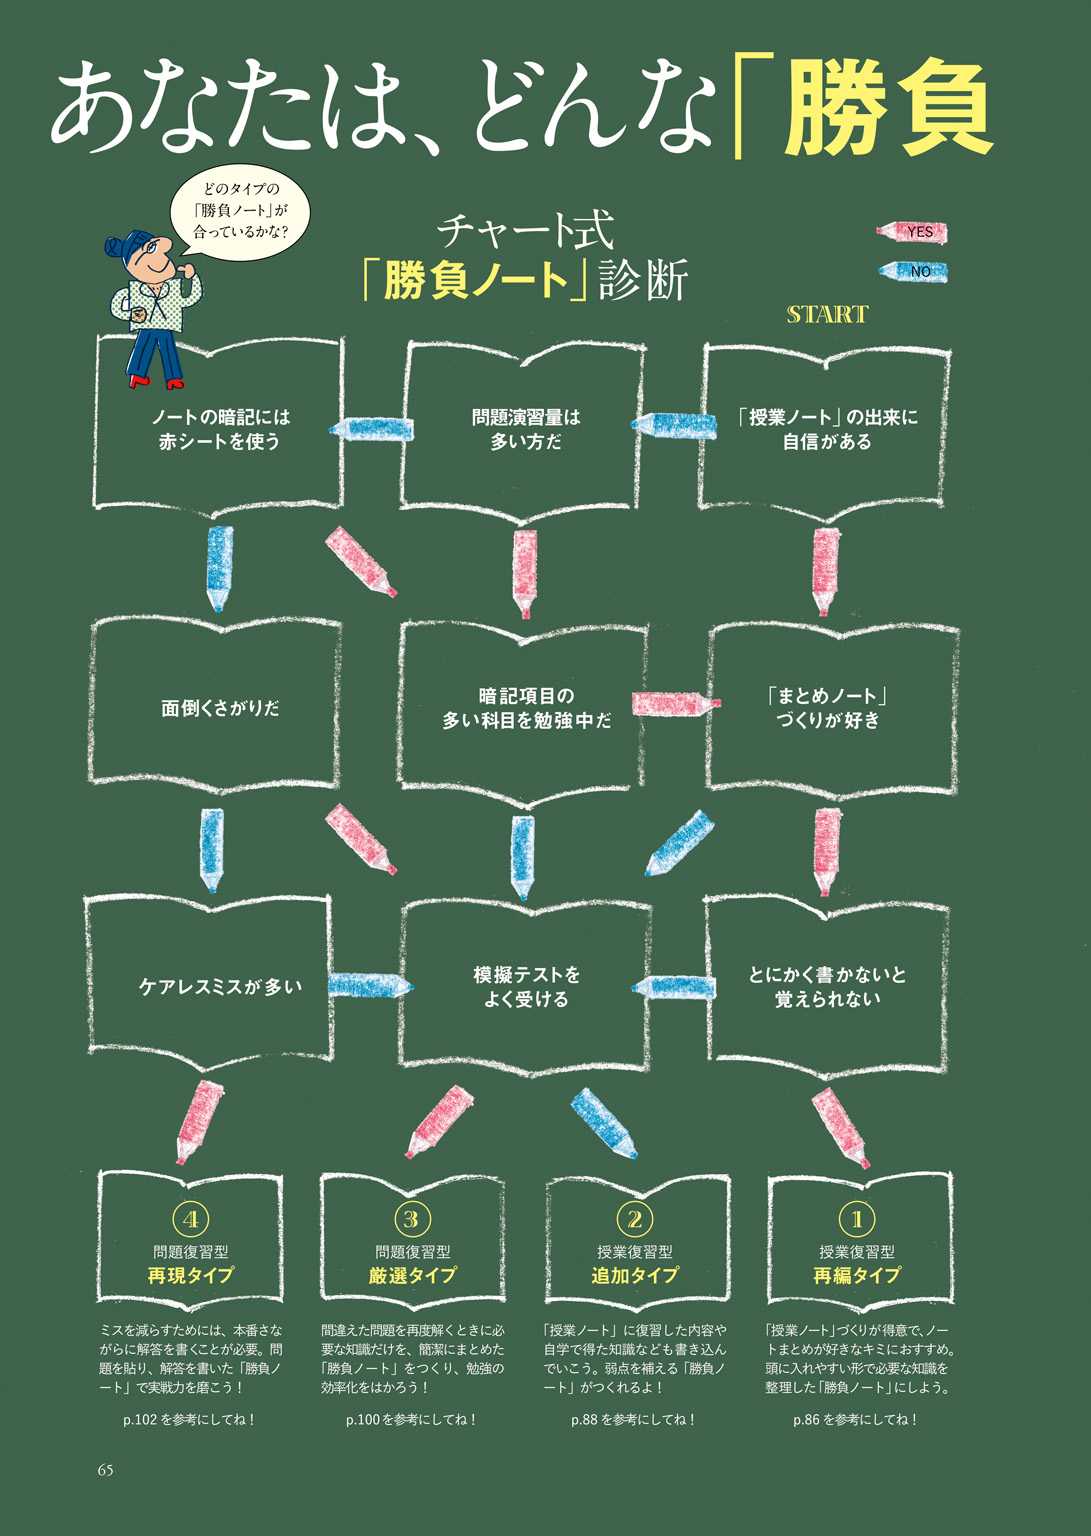 あなたは、どんな「勝負
どのタイプの
「勝負ノート」が
合っているかな?
チャート式
「勝負ノート」診断
YES
NO
START
「授業ノート」の出来に
自信がある
問題演習量は
多い方だ
ノートの暗記には
赤シートを使う
「まとめノート」
づくりが好き
暗記項目の
多い科目を勉強中だ
面倒くさがりだ
とにかく書かないと
覚えられない
模擬テストを
よく受ける
ケアレスミスが多い
1
授業復習型
再編タイプ
「授業ノート」づくりが得意で、ノー
トまとめが好きなキミにおすすめ。
頭に入れやすい形で必要な知識を
整理した「勝負ノート」にしよう。
p.86を参考にしてね!
2
授業復習型
追加タイプ
「授業ノート」に復習した内容や
自学で得た知識なども書き込ん
でいこう。弱点を補える「勝負ノ
ート」がつくれるよ!
p.88を参考にしてね!
3
問題復習型
厳選タイプ
間違えた問題を再度解くときに必
要な知識だけを、簡潔にまとめた
「勝負ノート」をつくり、勉強の
効率化をはかろう!
p.100を参考にしてね!
4
問題復習型
再現タイプ
ミスを減らすためには、本番さな
がらに解答を書くことが必要。問
題を貼り、解答を書いた「勝負ノ
ート」で実戦力を磨こう!
p.102を参考にしてね!
65